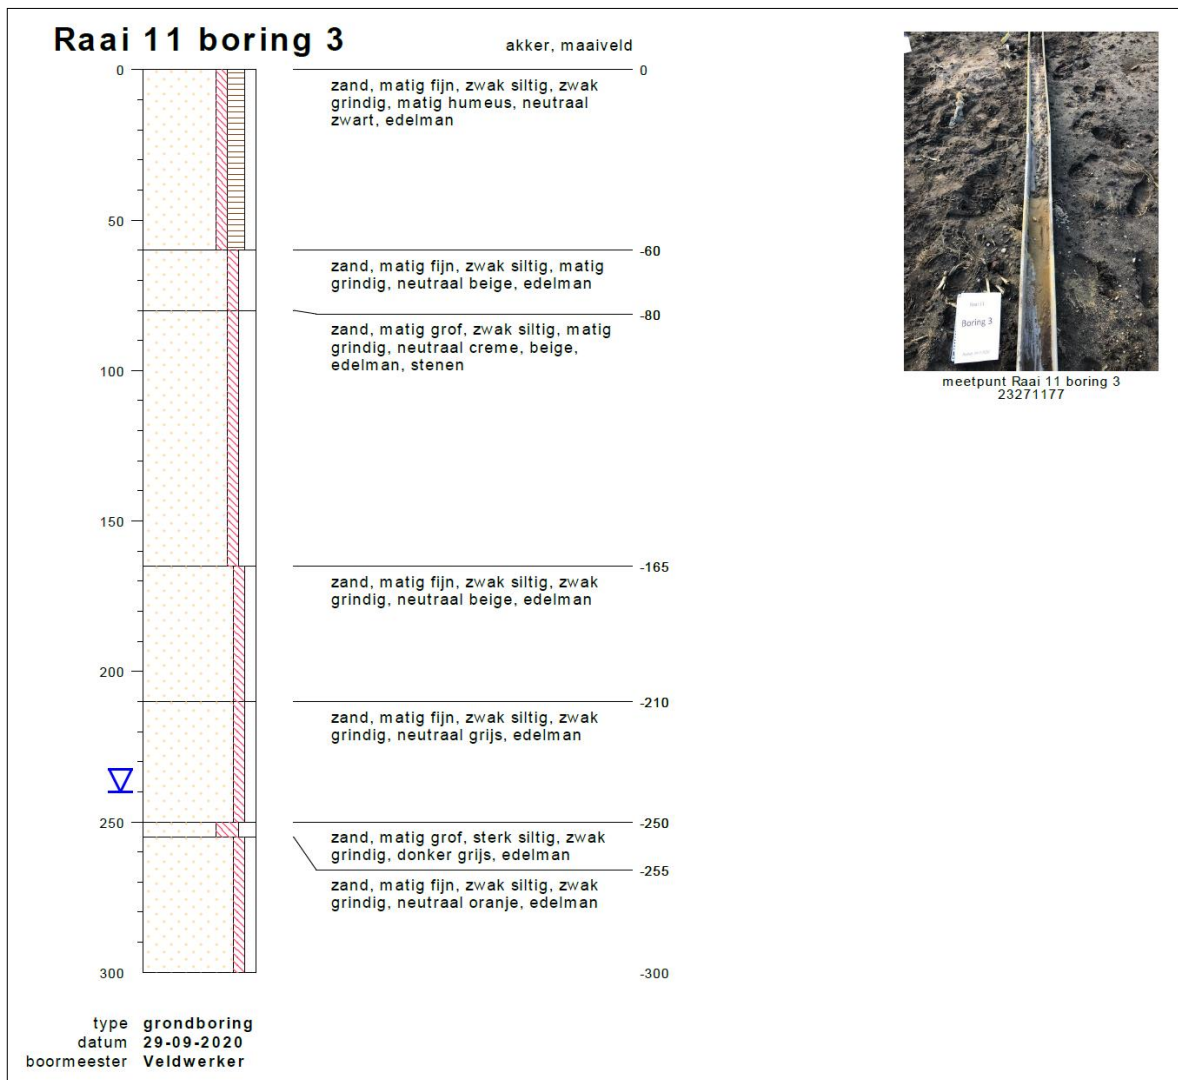 Raai 11 boring 3
akker, maaiveld
0
0
zand, matig fijn, zwak siltig, zwak
grindig, matig humeus, neutraal
zwart, edelman
50
-60
zand, matig fijn, zwak siltig, matig
grindig, neutraal beige, edelman
-80
zand, matig grof, zwak siltig, matig
grindig, neutraal creme, beige,
edelman, stenen
100
150
-165
zand, matig fijn, zwak siltig, zwak
grindig, neutraal beige, edelman
200
-210
zand, matig fijn, zwak siltig, zwak
grindig, neutraal grijs, edelman
250
-250
zand, matig grof, sterk siltig, zwak
grindig, donker grijs, edelman
-255
zand, matig fijn, zwak siltig, zwak
grindig, neutraal oranje, edelman
300
-300
type grondboring
datum 29-09-2020
boormeester Veldwerker
Boring 3
meetpunt Raai 11 boring 3
23271177